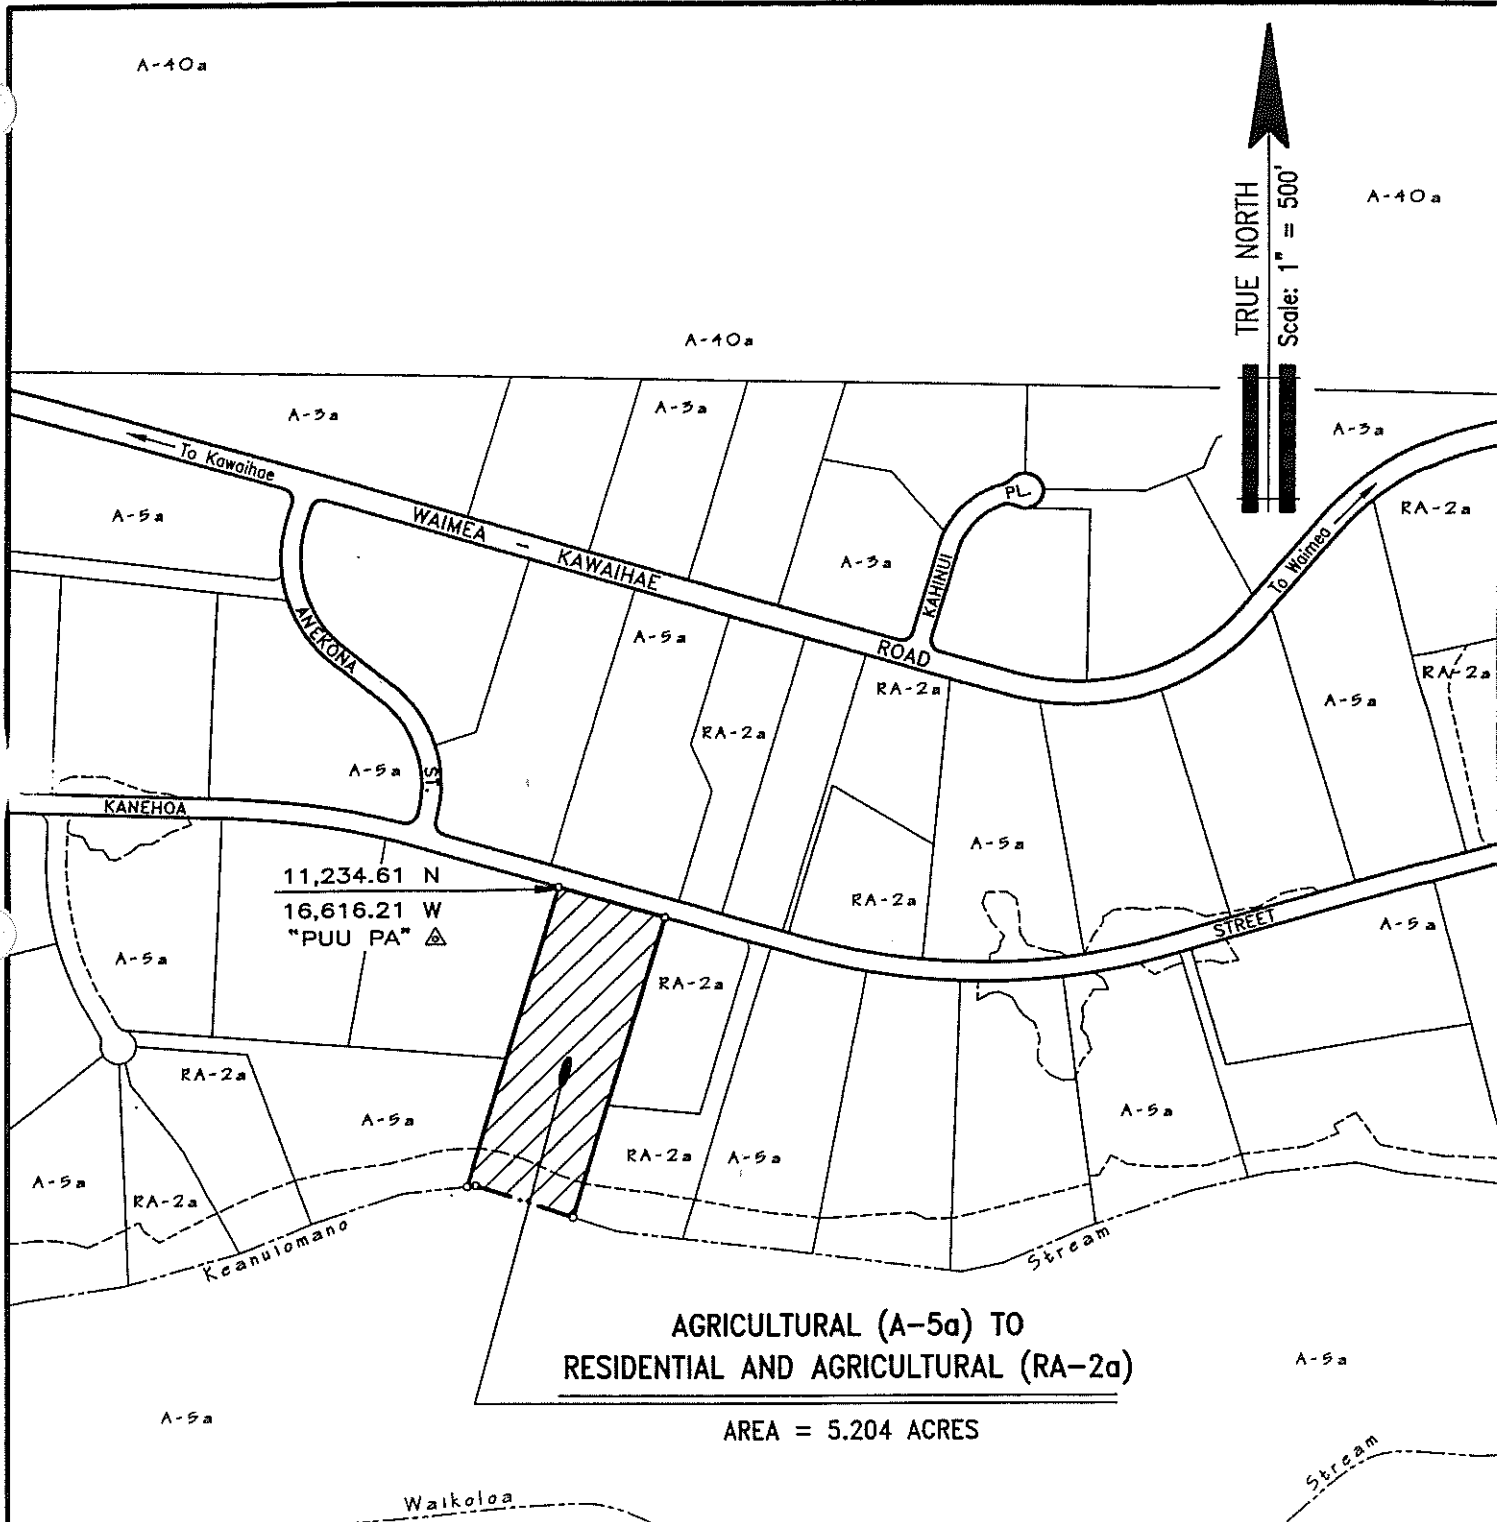 A-40a
TRUE NORTH
Scale: 1" = 500'
A-40a
A-40a
A-3a
A-3a
A-3a
To Kawaihae
A-5a
WAIMEA - KAWAIHAE ROAD
PL.
KAHINUI
A-3a
To Waimea
RA-2a
ANEKONA ST.
A-5a
RA-2a
RA-2a
A-5a
RA-2a
A-5a
KANEHOA STREET
A-5a
11,234.61 N
16,616.21 W
"PUU PA"
RA-2a
A-5a
A-5a
RA-2a
RA-2a
A-5a
A-5a
RA-2a
A-5a
A-5a
RA-2a
Keanuiomano Stream
AGRICULTURAL (A-5a) TO
RESIDENTIAL AND AGRICULTURAL (RA-2a)
AREA = 5.204 ACRES
A-5a
A-5a
Waikoloa Stream